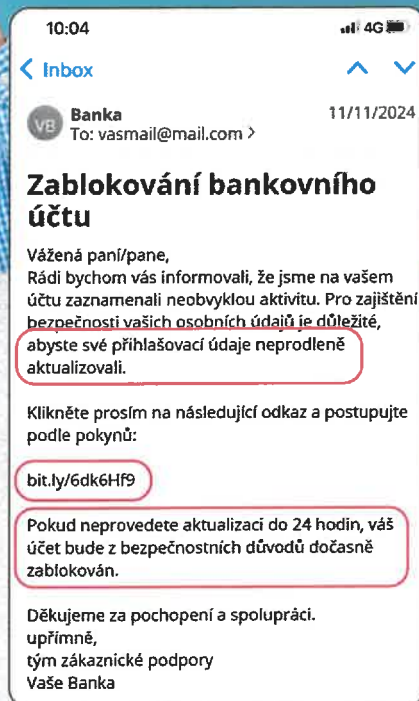 10:04
4G
Inbox
VB
Banka
11/11/2024
To: vasmail@mail.com >
Zablokování bankovního
účtu
Vážená paní/pane,
Rádi bychom vás informovali, že jsme na vašem
účtu zaznamenali neobvyklou aktivitu. Pro zajištění
bezpečnosti vašich osobních údajů je důležité,
abyste své přihlašovací údaje neprodleně
aktualizovali.
Klikněte prosím na následující odkaz a postupujte
podle pokynů:
bit.ly/6dk6Hf9
Pokud neprovedete aktualizaci do 24 hodin, váš
účet bude z bezpečnostních důvodů dočasně
zablokován.
Děkujeme za pochopení a spolupráci.
upřímně,
tým zákaznické podpory
Vaše Banka